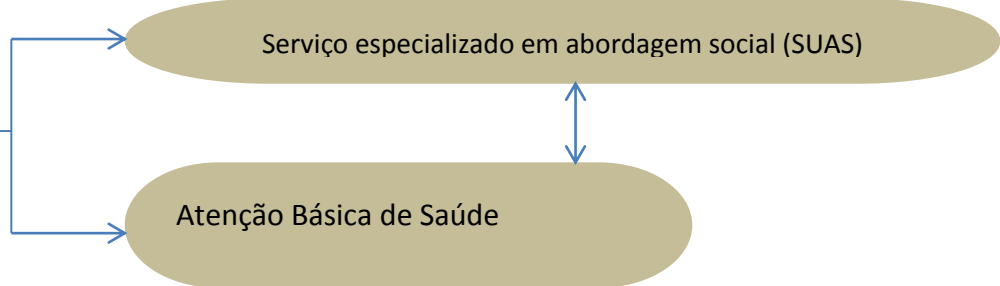 Serviço especializado em abordagem social (SUAS)
Atenção Básica de Saúde